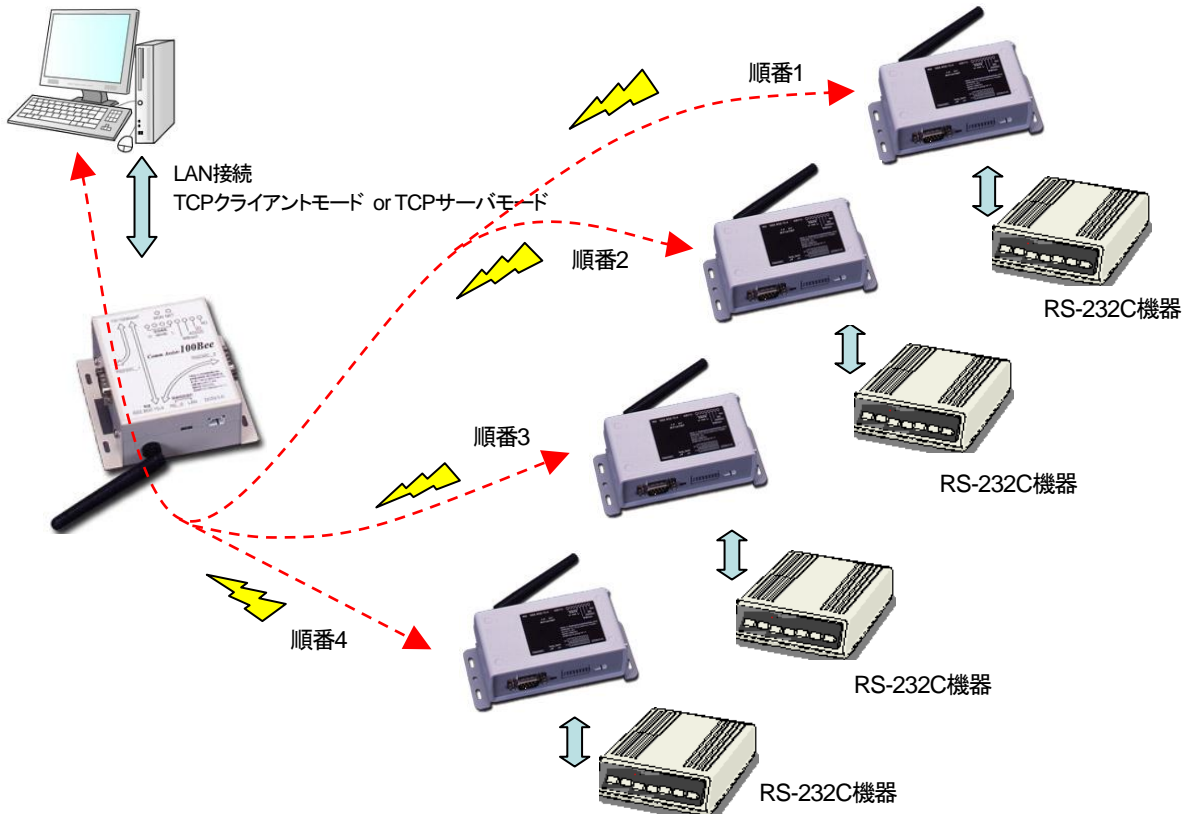 順番1
LAN接続
TCPクライアントモード or TCPサーバモード
順番2
RS-232C機器
Comm. Assist 100Bee
順番3
RS-232C機器
順番4
RS-232C機器
RS-232C機器